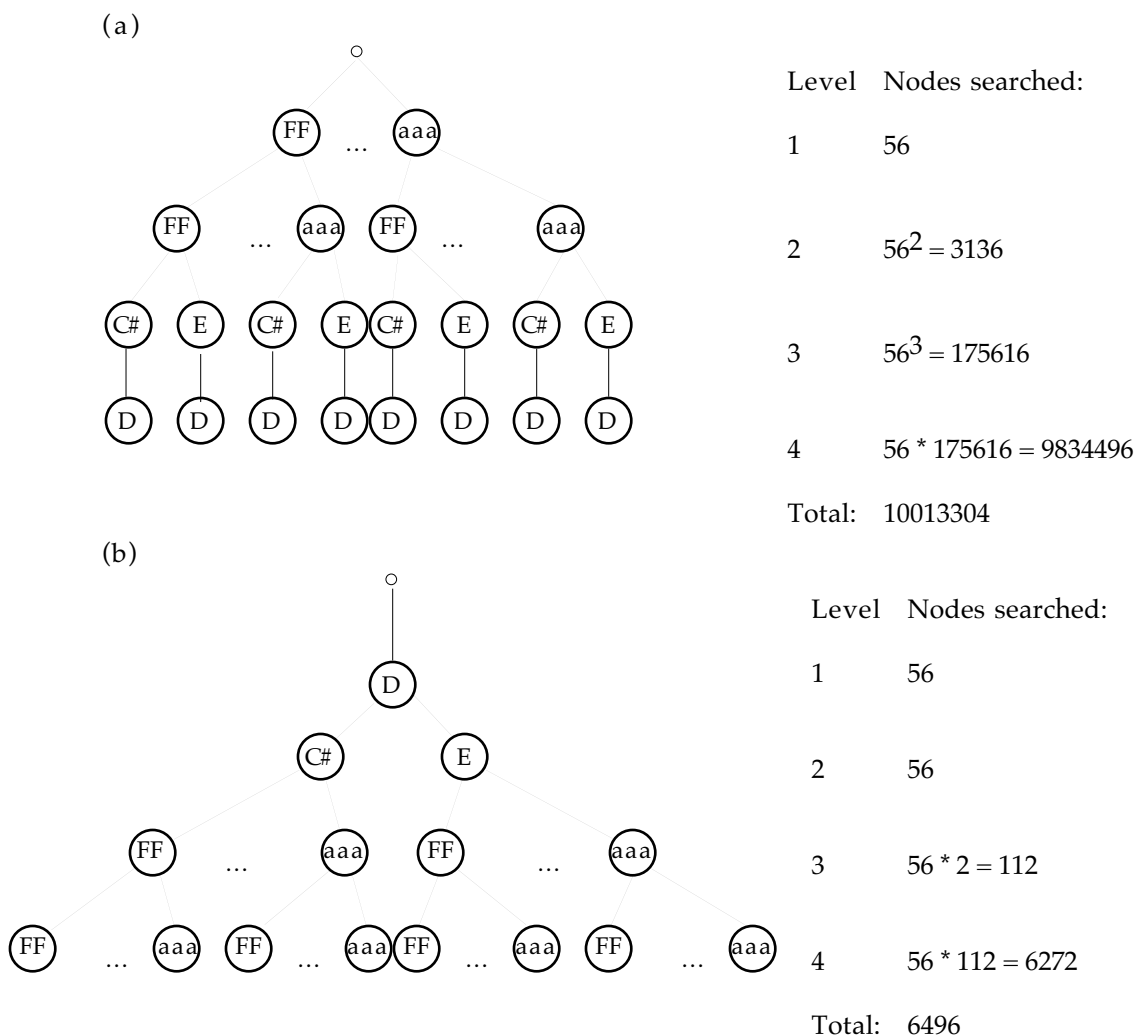 (a)
FF ... aaa
FF ... aaa FF ... aaa
C# E C# E C# E C# E
D D D D D D D D
Level Nodes searched:
1 56
2 56² = 3136
3 56³ = 175616
4 56 * 175616 = 9834496
Total: 10013304
(b)
D
C# E
FF ... aaa FF ... aaa
FF ... aaa FF ... aaa FF ... aaa FF ... aaa
Level Nodes searched:
1 56
2 56
3 56 * 2 = 112
4 56 * 112 = 6272
Total: 6496